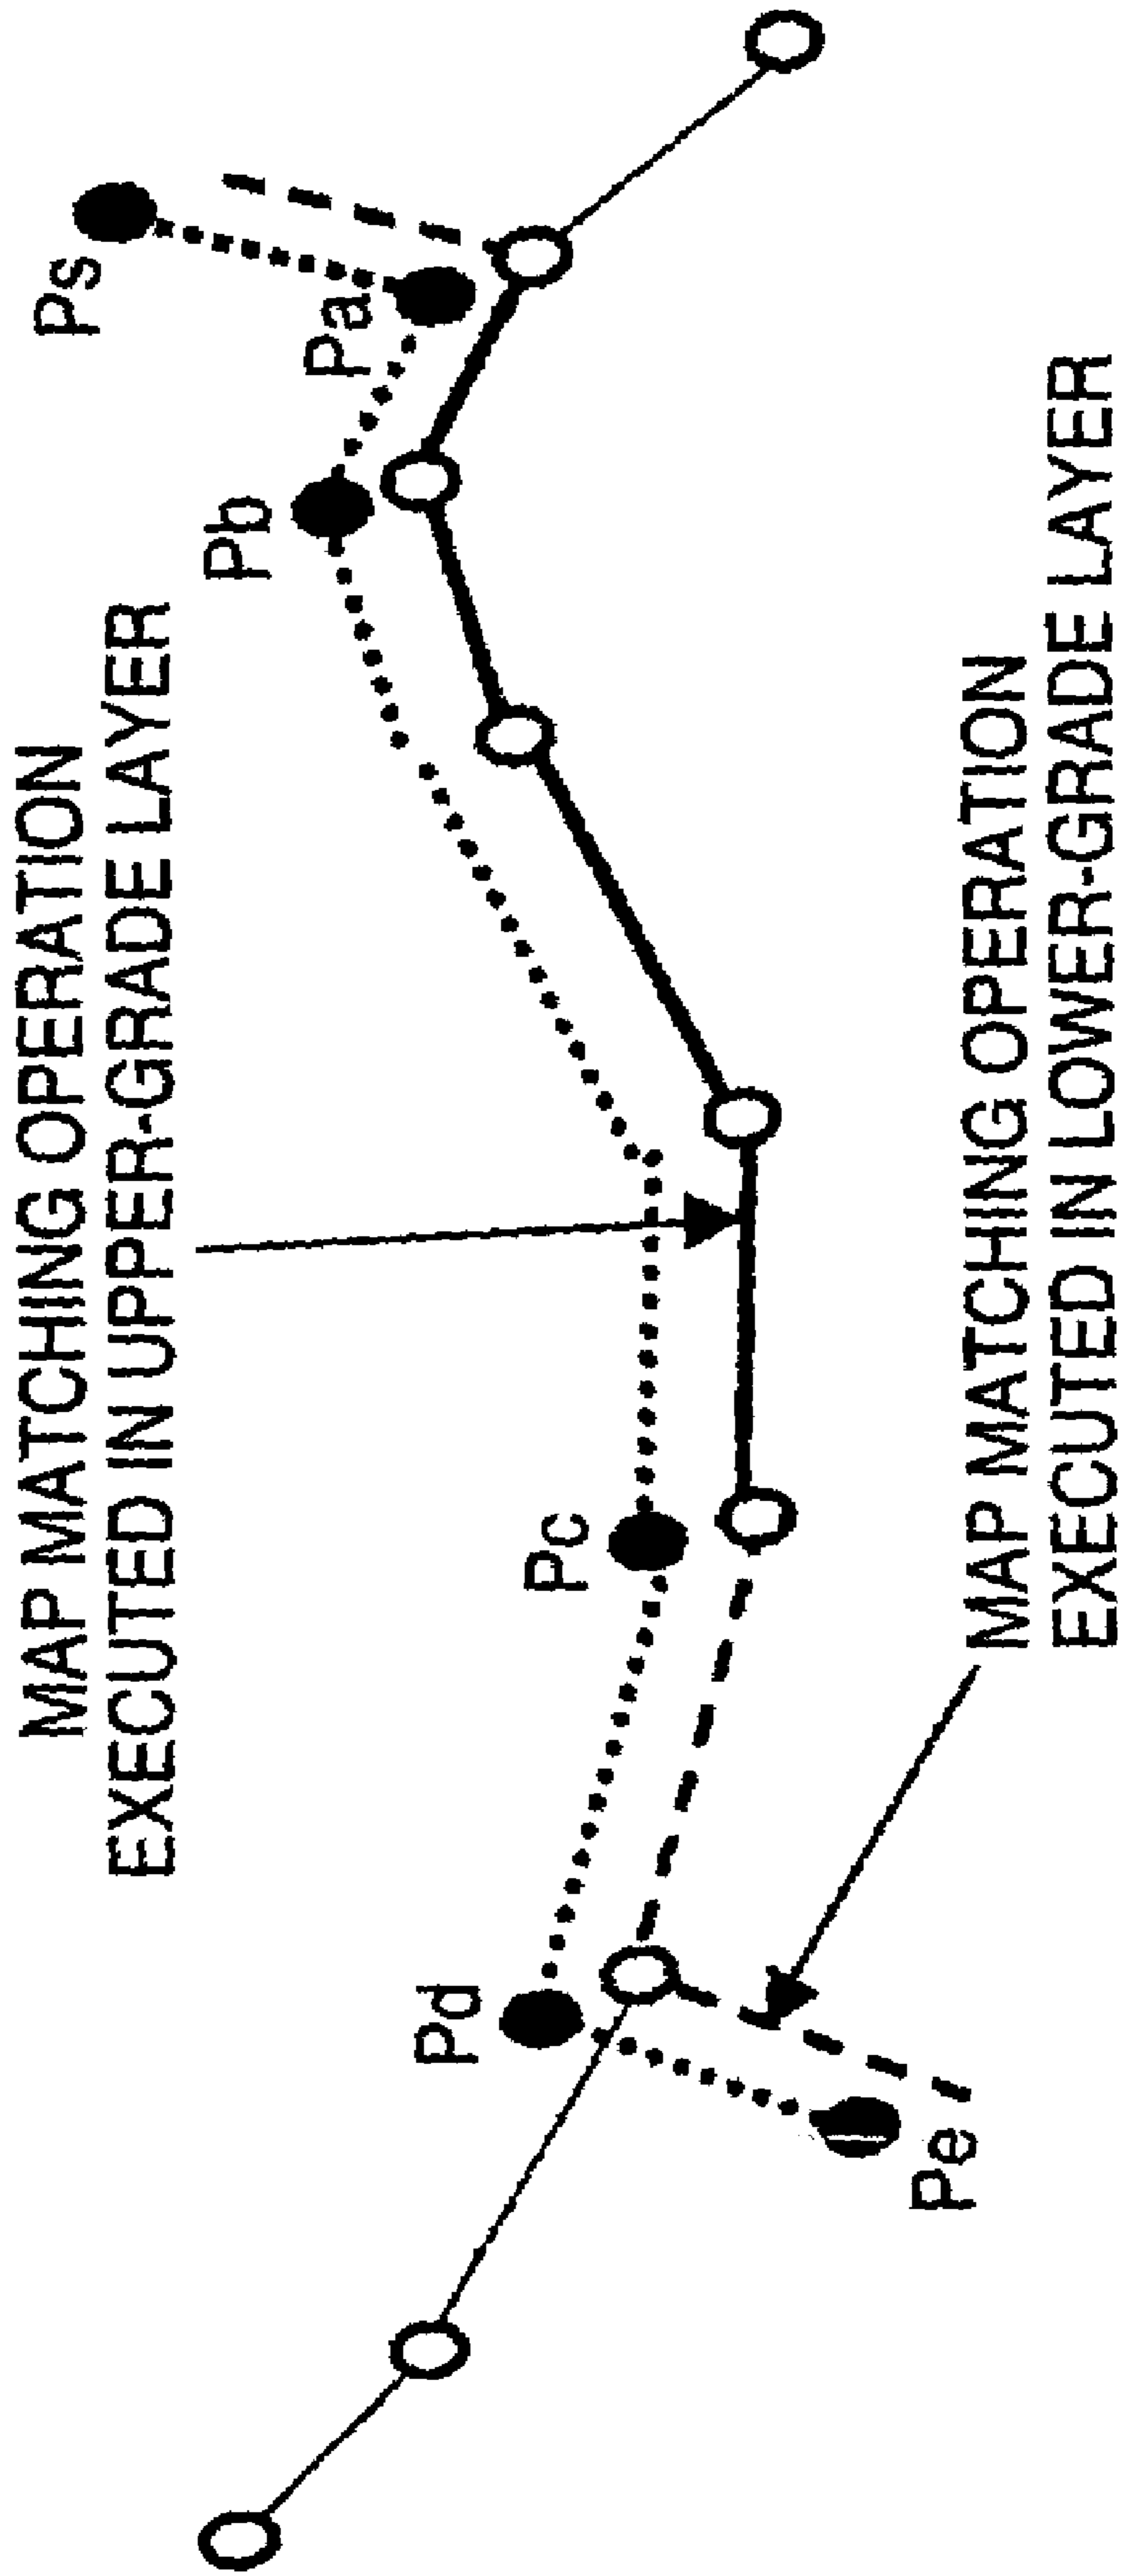 MAP MATCHING OPERATION
EXECUTED IN UPPER-GRADE LAYER
Ps
Pa
Pb
Pc
Pd
Pe
MAP MATCHING OPERATION
EXECUTED IN LOWER-GRADE LAYER